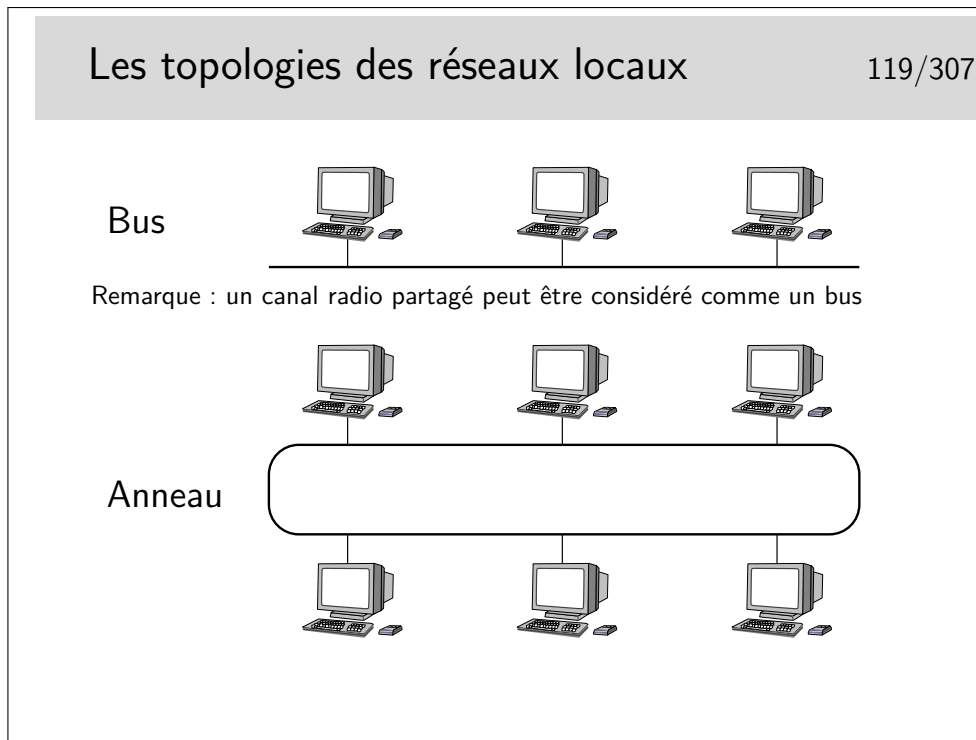 Les topologies des réseaux locaux 119/307
Bus
Remarque : un canal radio partagé peut être considéré comme un bus
Anneau